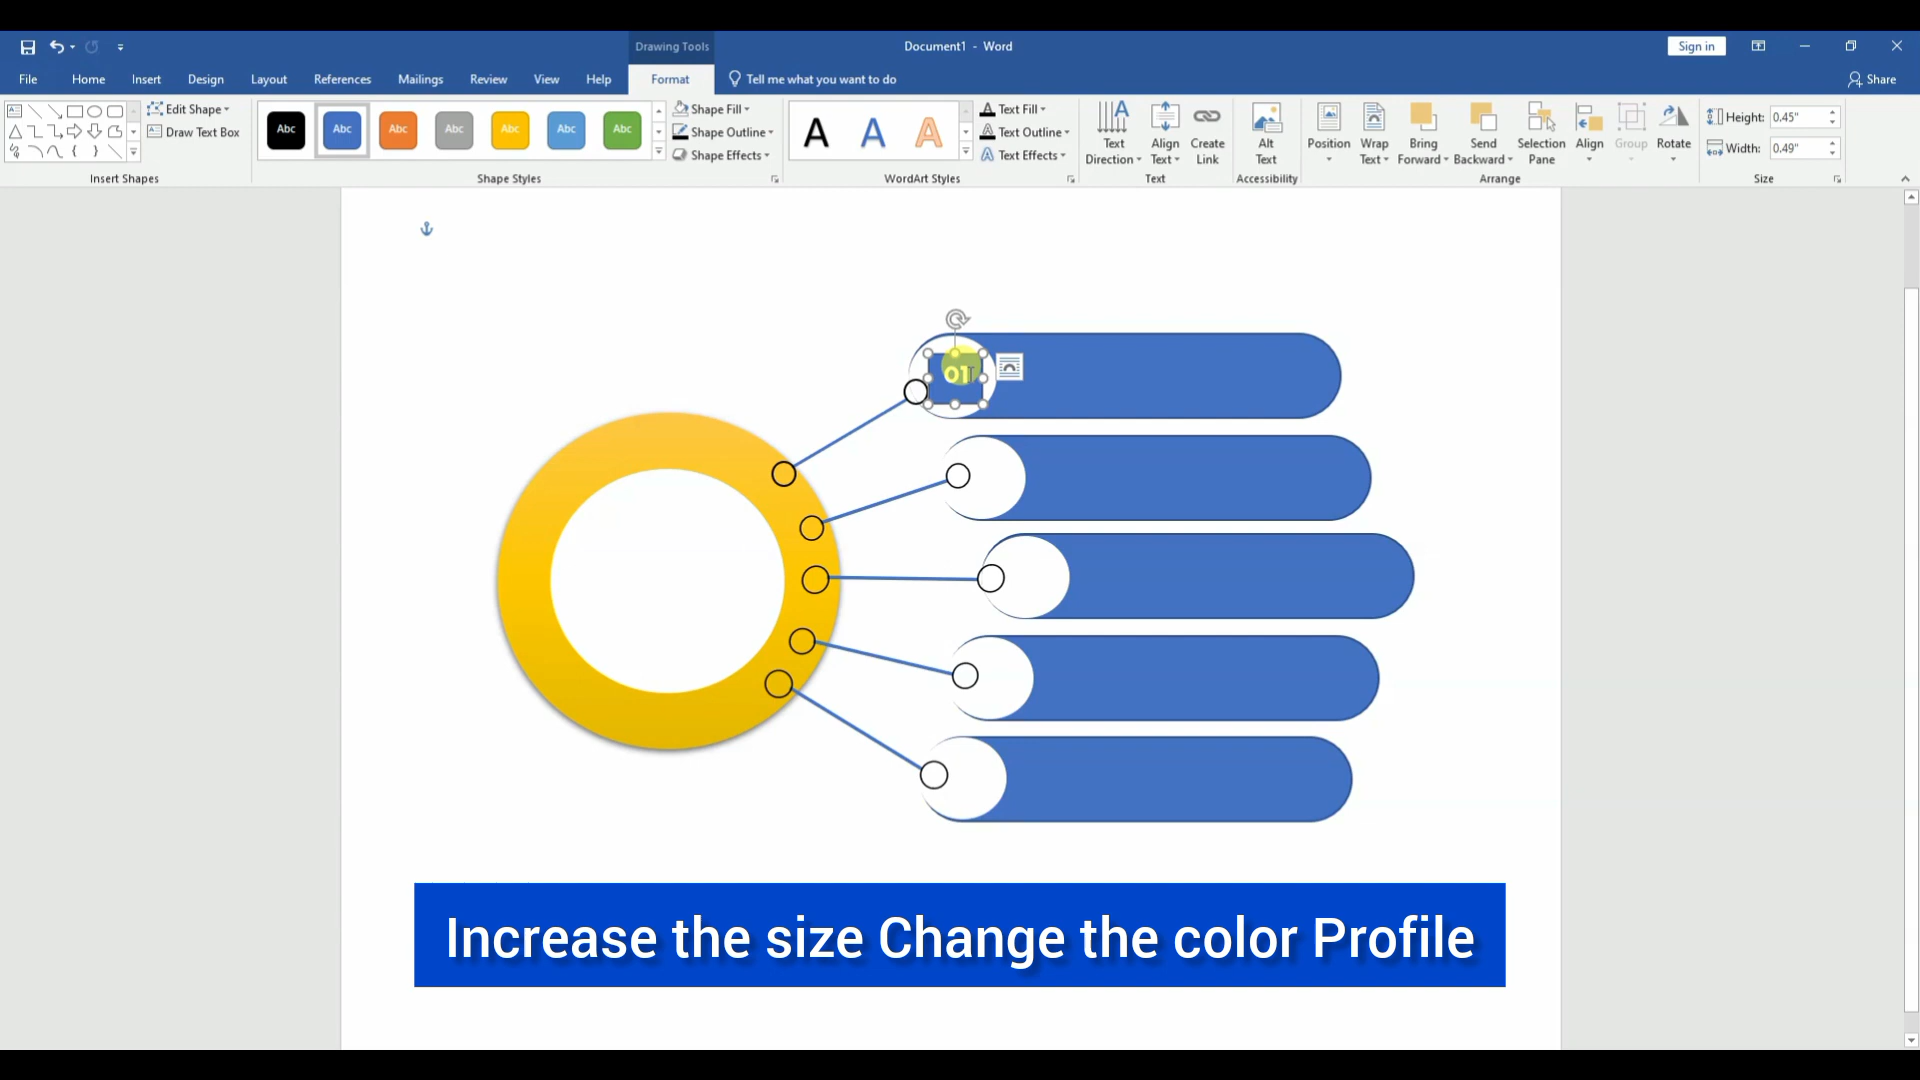 Drawing Tools
Document1 - Word
Sign in
File Home Insert Design Layout References Mailings Review View Help Format Tell me what you want to do Share
Edit Shape
Draw Text Box
Insert Shapes
Abc Abc Abc Abc Abc Abc Abc
Shape Fill
Shape Outline
Shape Effects
Shape Styles
A A A
WordArt Styles
Text Fill
Text Outline
Text Effects
Text Direction
Align Text
Create Link
Text
Alt Text
Accessibility
Position
Wrap Text
Bring Forward
Send Backward
Selection Pane
Align
Group
Rotate
Arrange
Height: 0.45"
Width: 0.49"
Size
01
Increase the size Change the color Profile